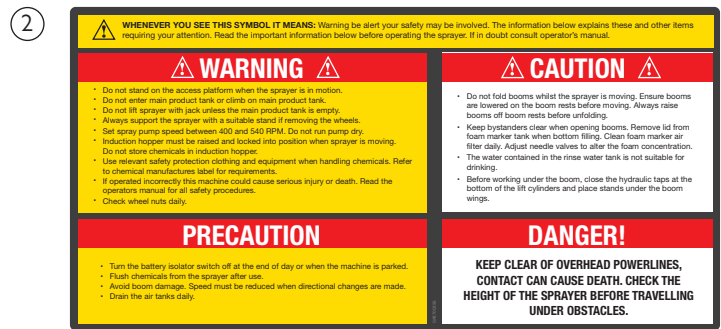 2
WHENEVER YOU SEE THIS SYMBOL IT MEANS: Warning be alert your safety may be involved. The information below explains these and other items
requiring your attention. Read the important information below before operating the sprayer. If in doubt consult operator's manual.
WARNING
• Do not stand on the access platform when the sprayer is in motion.
• Do not enter main product tank or climb on main product tank.
• Do not lift sprayer with jack unless the main product tank is empty.
• Always support the sprayer with a suitable stand if removing the wheels.
• Set spray pump speed between 400 and 540 RPM. Do not run pump dry.
• Induction hopper must be raised and locked into position when sprayer is moving.
Do not store chemicals in induction hopper.
• Use relevant safety protection clothing and equipment when handling chemicals. Refer
to chemical manufactures label for requirements.
• If operated incorrectly this machine could cause serious injury or death. Read the
operators manual for all safety procedures.
• Check wheel nuts daily.
CAUTION
• Do not fold booms whilst the sprayer is moving. Ensure booms
are lowered on the boom rests before moving. Always raise
booms off boom rests before unfolding.
• Keep bystanders clear when opening booms. Remove lid from
foam marker tank when bottom filling. Clean foam marker air
filter daily. Adjust needle valves to alter the foam concentration.
• The water contained in the rinse water tank is not suitable for
drinking.
• Before working under the boom, close the hydraulic taps at the
bottom of the lift cylinders and place stands under the boom
wings.
PRECAUTION
• Turn the battery isolator switch off at the end of day or when the machine is parked.
• Flush chemicals from the sprayer after use.
• Avoid boom damage. Speed must be reduced when directional changes are made.
• Drain the air tanks daily.
DANGER!
KEEP CLEAR OF OVERHEAD POWERLINES,
CONTACT CAN CAUSE DEATH. CHECK THE
HEIGHT OF THE SPRAYER BEFORE TRAVELLING
UNDER OBSTACLES.